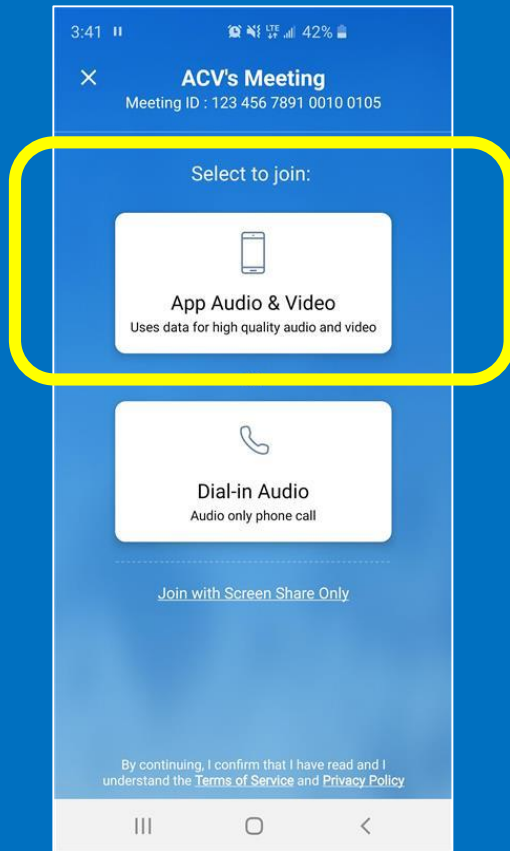 3:41 LTE 42%
ACV's Meeting
Meeting ID : 123 456 7891 0010 0105
Select to join:
App Audio & Video
Uses data for high quality audio and video
Dial-in Audio
Audio only phone call
Join with Screen Share Only
By continuing, I confirm that I have read and I
understand the Terms of Service and Privacy Policy